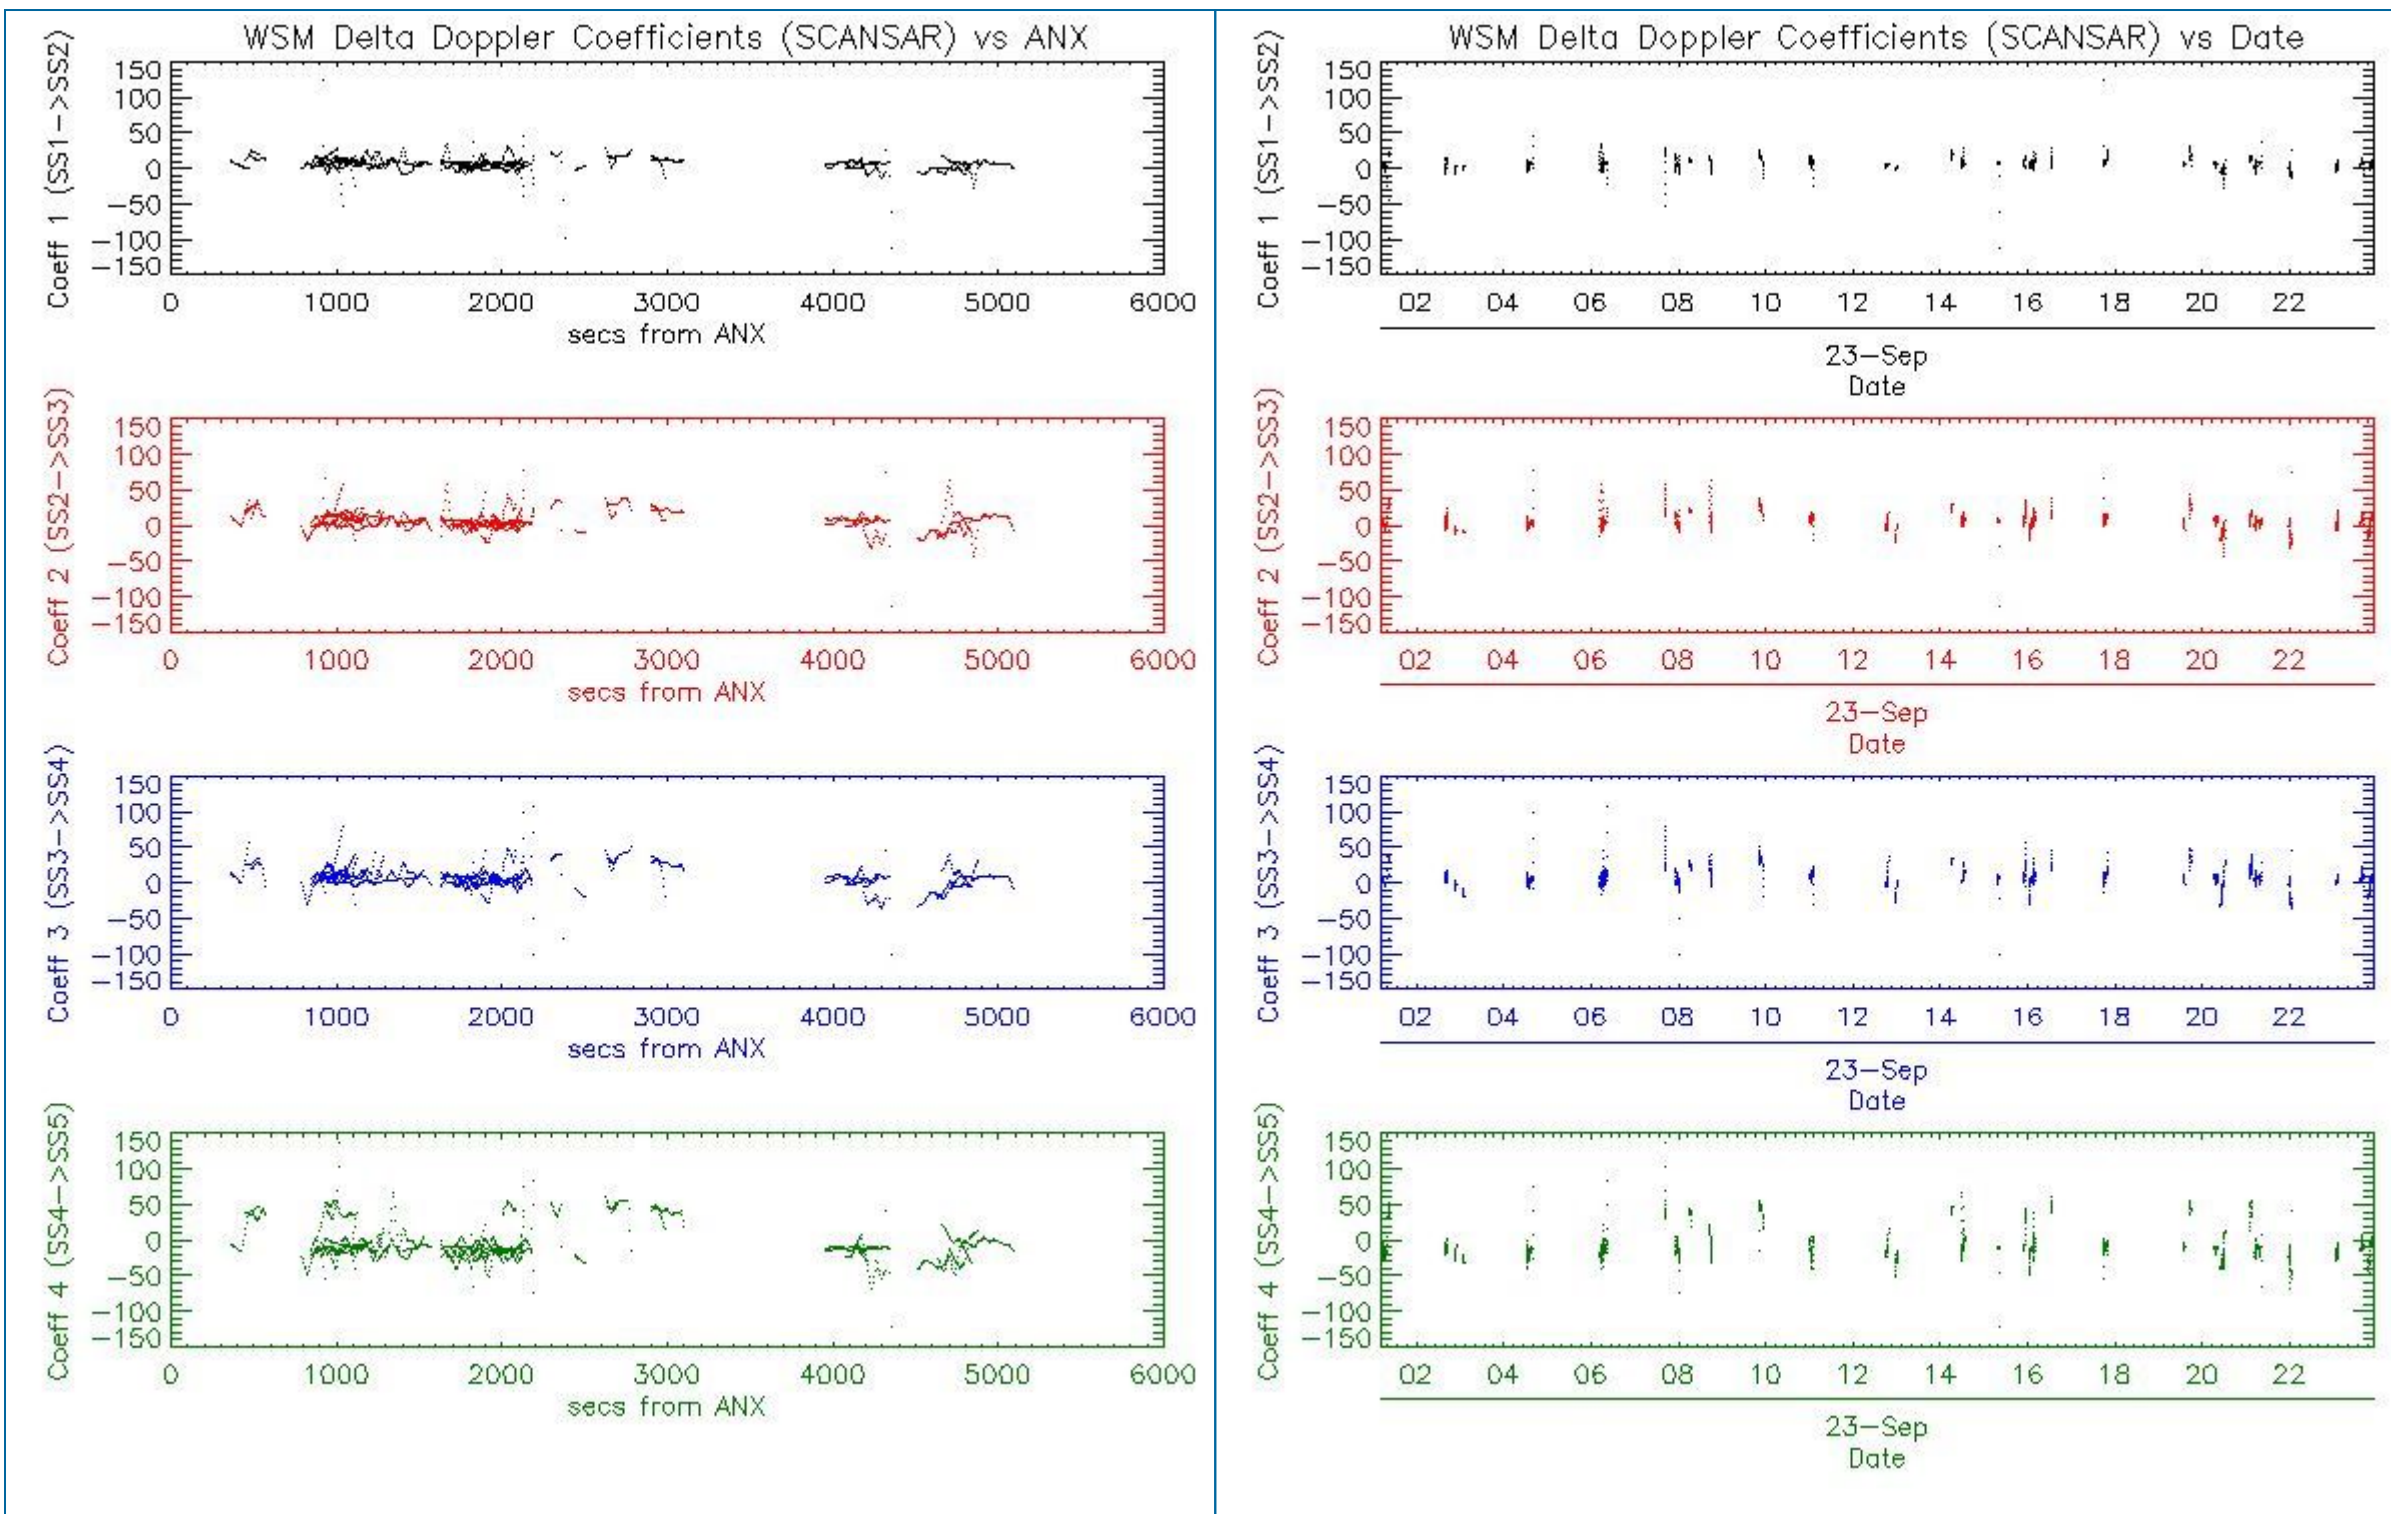 WSM Delta Doppler Coefficients (SCANSAR) vs ANX
Coeff 1 (SS1->SS2)
150
100
50
0
-50
-100
-150
0 1000 2000 3000 4000 5000 6000
secs from ANX
Coeff 2 (SS2->SS3)
150
100
50
0
-50
-100
-150
0 1000 2000 3000 4000 5000 6000
secs from ANX
Coeff 3 (SS3->SS4)
150
100
50
0
-50
-100
-150
0 1000 2000 3000 4000 5000 6000
secs from ANX
Coeff 4 (SS4->SS5)
150
100
50
0
-50
-100
-150
0 1000 2000 3000 4000 5000 6000
secs from ANX
WSM Delta Doppler Coefficients (SCANSAR) vs Date
Coeff 1 (SS1->SS2)
150
100
50
0
-50
-100
-150
02 04 06 08 10 12 14 16 18 20 22
23-Sep
Date
Coeff 2 (SS2->SS3)
150
100
50
0
-50
-100
-150
02 04 06 08 10 12 14 16 18 20 22
23-Sep
Date
Coeff 3 (SS3->SS4)
150
100
50
0
-50
-100
-150
02 04 06 08 10 12 14 16 18 20 22
23-Sep
Date
Coeff 4 (SS4->SS5)
150
100
50
0
-50
-100
-150
02 04 06 08 10 12 14 16 18 20 22
23-Sep
Date